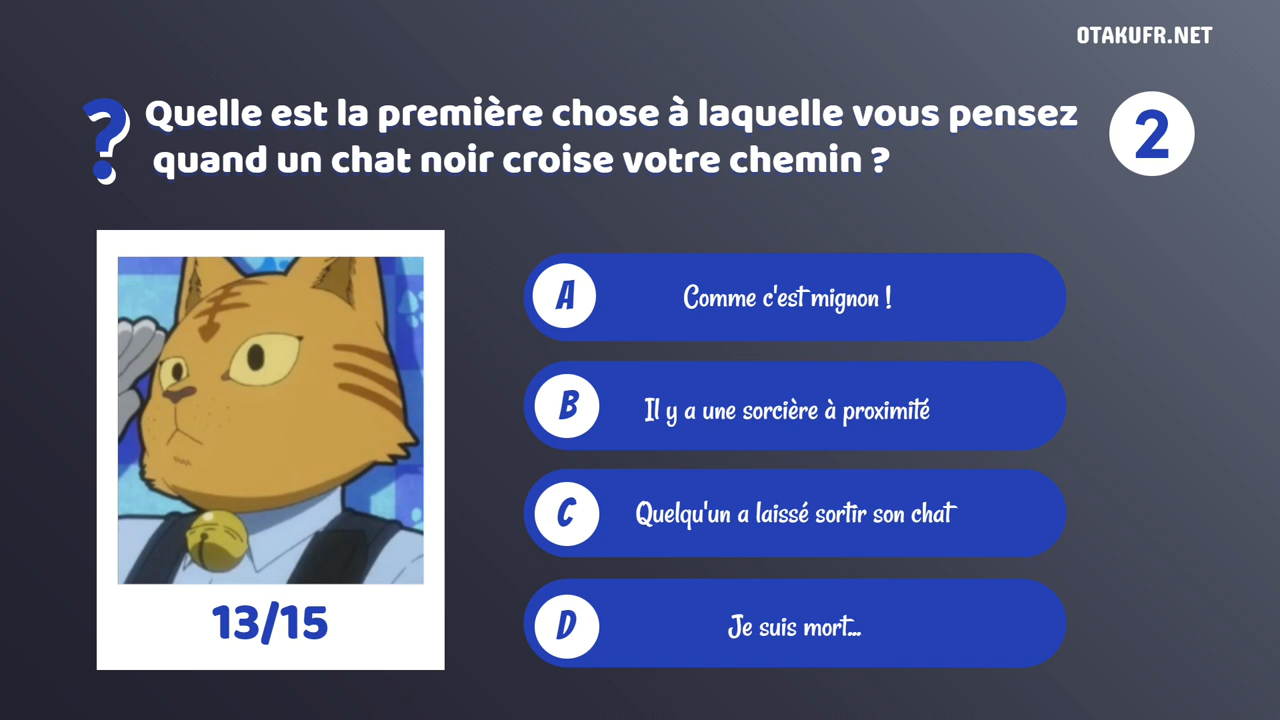 OTAKUFR.NET
? Quelle est la première chose à laquelle vous pensez
quand un chat noir croise votre chemin ?
2
A Comme c'est mignon !
B Il y a une sorcière à proximité
C Quelqu'un a laissé sortir son chat
D Je suis mort...
13/15